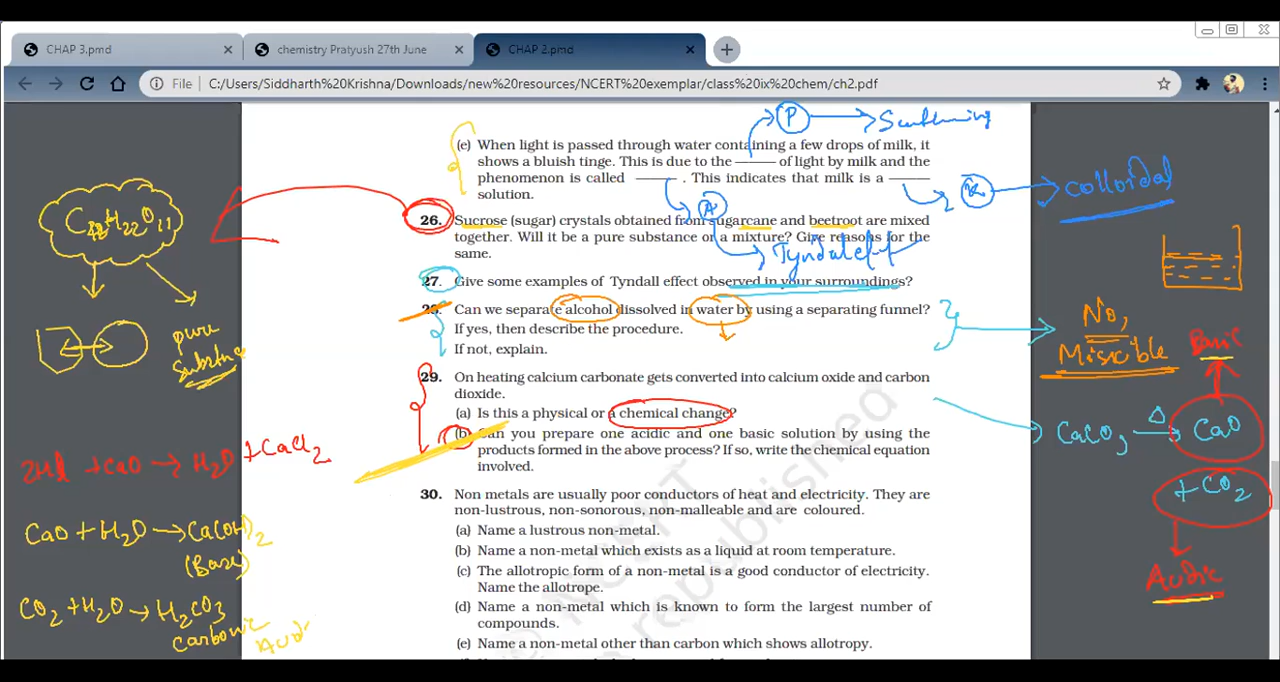 CHAP 3.pmd
chemistry Pratyush 27th June
CHAP 2.pmd
File
C:/Users/Siddharth%20Krishna/Downloads/new%20resources/NCERT%20exemplar/class%20ix%20chem/ch2.pdf
P
Scattering
(e) When light is passed through water containing a few drops of milk, it
shows a bluish tinge. This is due to the ——— of light by milk and the
phenomenon is called ——— . This indicates that milk is a ———
solution.
colloidal
26. Sucrose (sugar) crystals obtained from sugarcane and beetroot are mixed
together. Will it be a pure substance or a mixture? Give reasons for the
same.
27. Give some examples of Tyndall effect observed in your surroundings?
28. Can we separate alcohol dissolved in water by using a separating funnel?
If yes, then describe the procedure.
If not, explain.
pure
No,
Miscible
Basic
29. On heating calcium carbonate gets converted into calcium oxide and carbon
dioxide.
(a) Is this a physical or a chemical change?
(b) Can you prepare one acidic and one basic solution by using the
products formed in the above process? If so, write the chemical equation
involved.
CaCO3 Δ→ CaO
+ CO2
Acidic
+ CaO → H2O + CaCl2
CaO + H2O → Ca(OH)2
(Base)
CO2 + H2O → H2CO3
Carbonic
Acid
30. Non metals are usually poor conductors of heat and electricity. They are
non-lustrous, non-sonorous, non-malleable and are coloured.
(a) Name a lustrous non-metal.
(b) Name a non-metal which exists as a liquid at room temperature.
(c) The allotropic form of a non-metal is a good conductor of electricity.
Name the allotrope.
(d) Name a non-metal which is known to form the largest number of
compounds.
(e) Name a non-metal other than carbon which shows allotropy.
republished